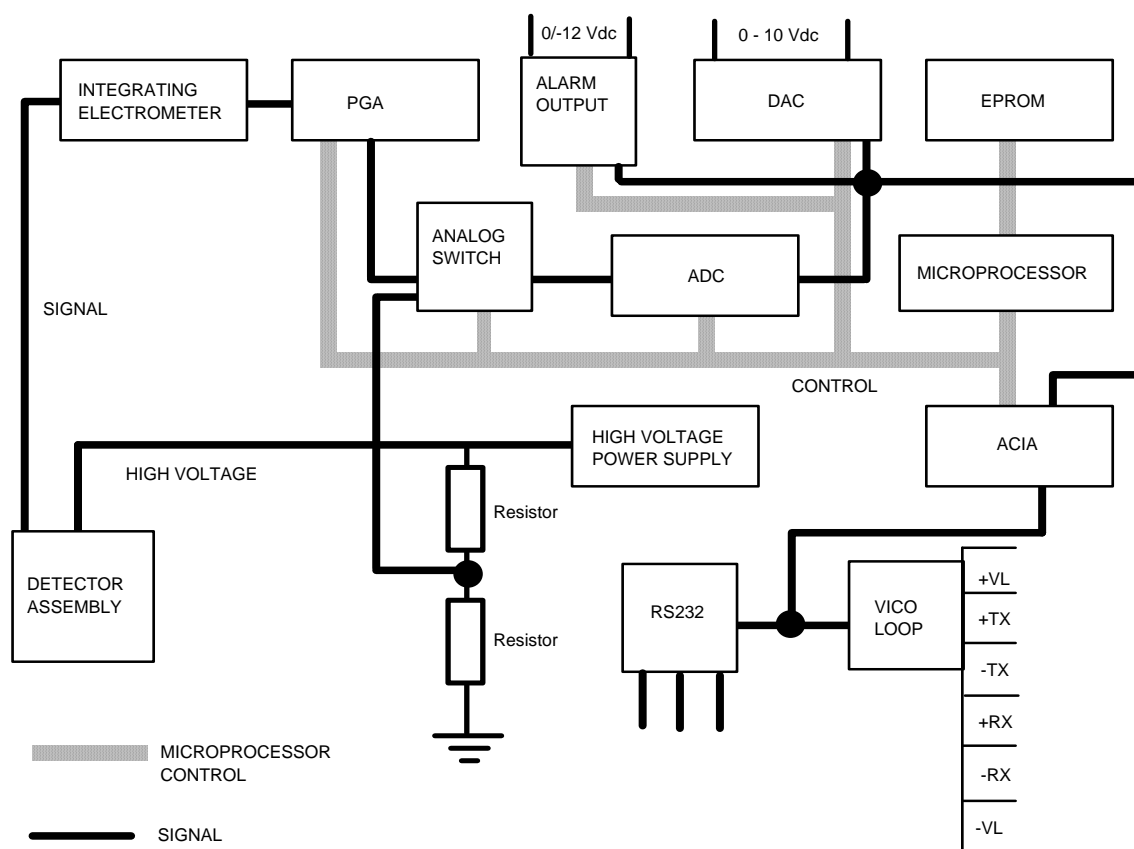 0/-12 Vdc
0 - 10 Vdc
INTEGRATING
ELECTROMETER
PGA
ALARM
OUTPUT
DAC
EPROM
ANALOG
SWITCH
ADC
MICROPROCESSOR
SIGNAL
CONTROL
HIGH VOLTAGE
POWER SUPPLY
ACIA
HIGH VOLTAGE
Resistor
DETECTOR
ASSEMBLY
RS232
VICO
LOOP
+VL
+TX
-TX
+RX
-RX
-VL
Resistor
MICROPROCESSOR
CONTROL
SIGNAL